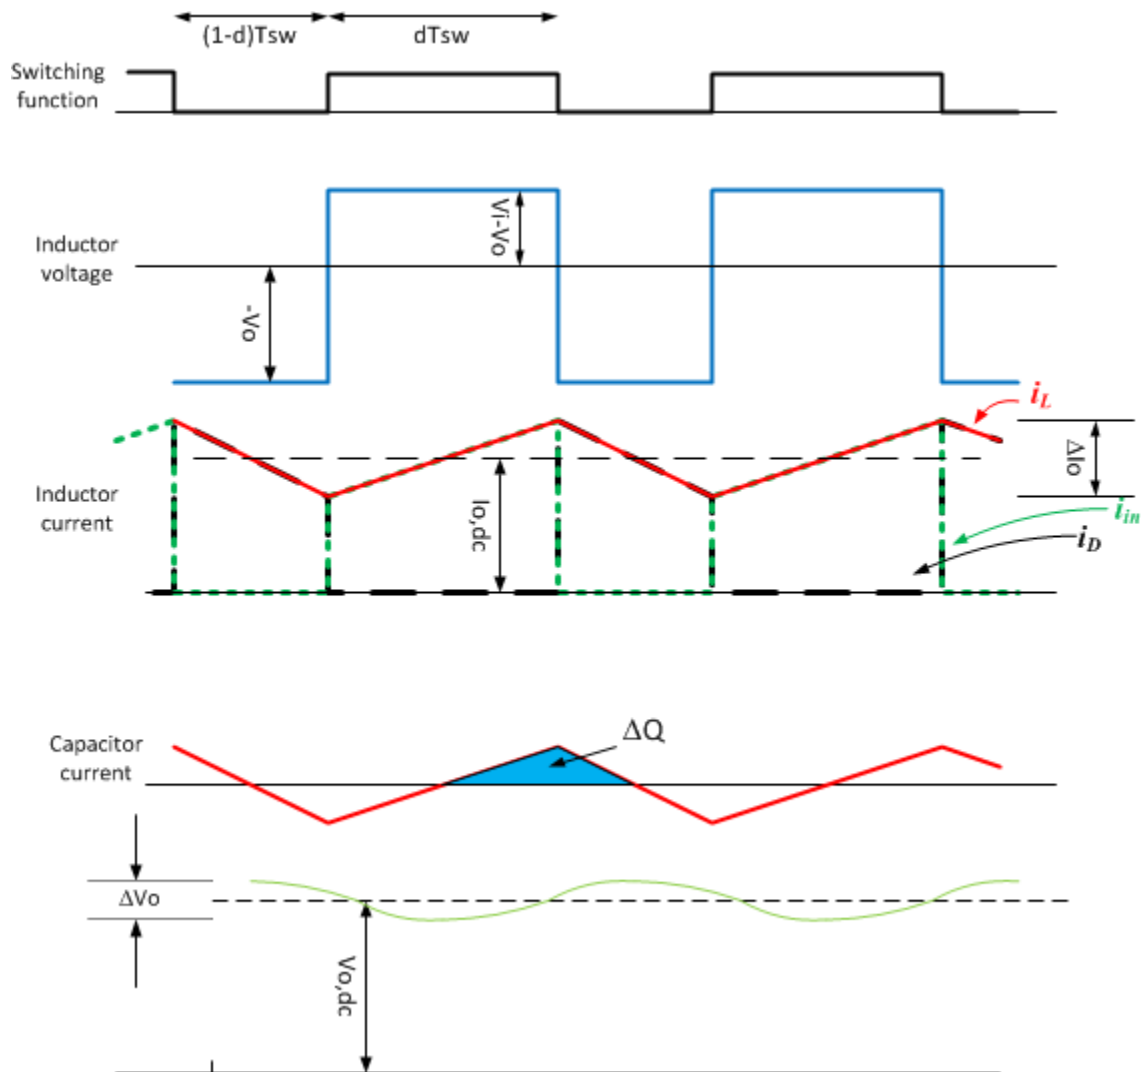 (1-d)Tsw
dTsw
Switching
function
Vi-Vo
Inductor
voltage
-Vo
i_L
ΔIo
Inductor
current
Io,dc
i_in
i_D
ΔQ
Capacitor
current
ΔVo
Vo,dc